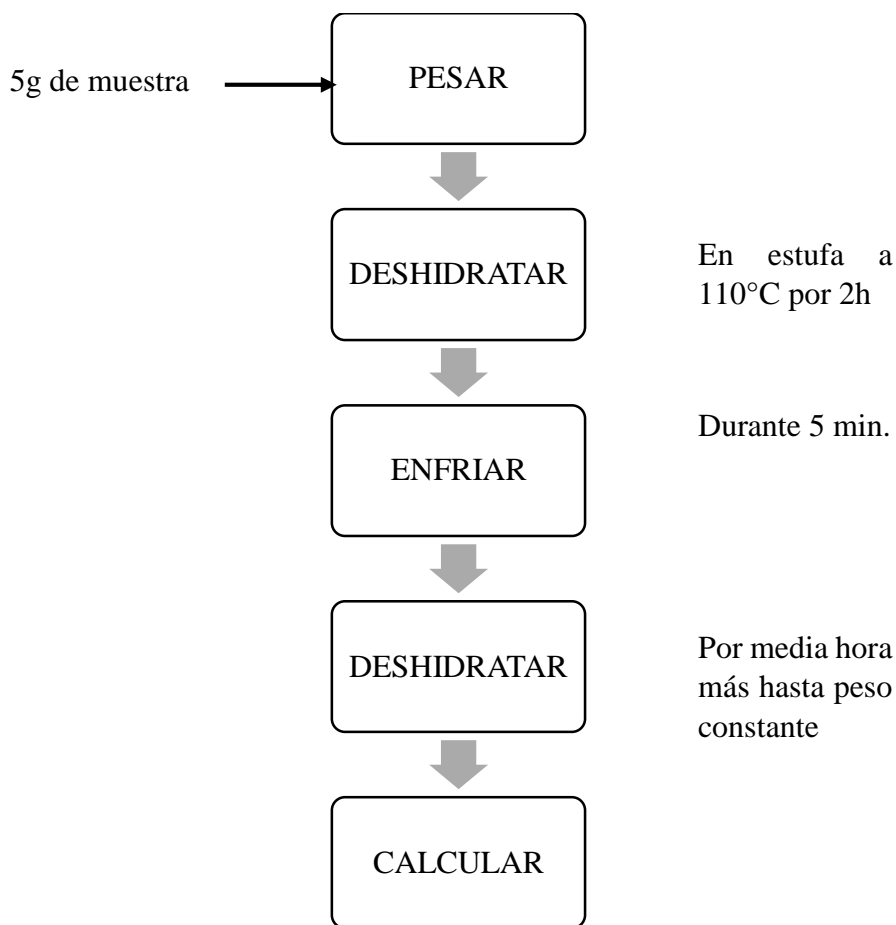 5g de muestra
PESAR
DESHIDRATAR
En estufa a
110°C por 2h
ENFRIAR
Durante 5 min.
DESHIDRATAR
Por media hora
más hasta peso
constante
CALCULAR